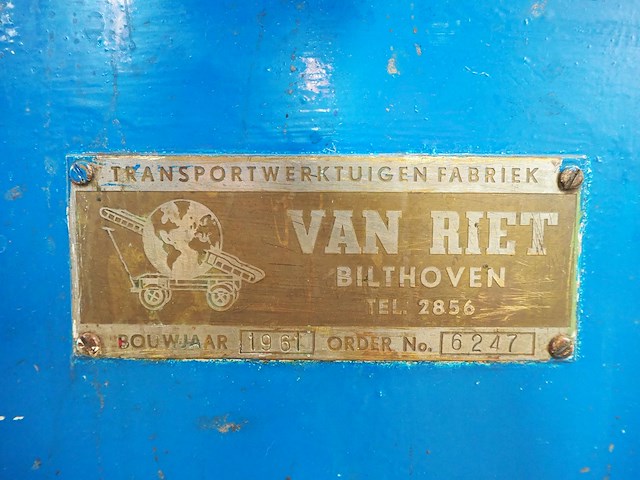 TRANSPORTWERKTUIGEN FABRIEK
VAN RIET
BILTHOVEN
TEL. 2856
BOUWJAAR 1961 ORDER No. 6247